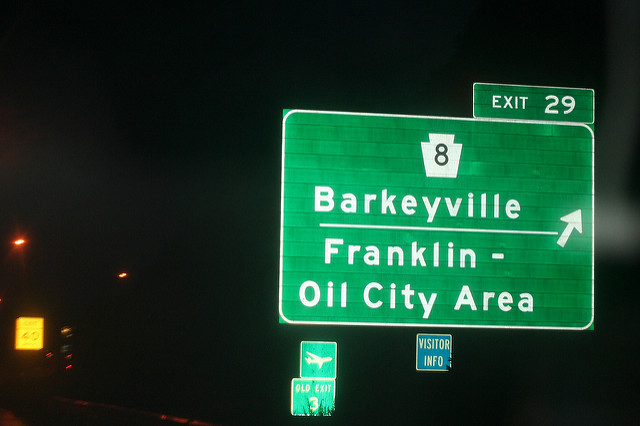 EXIT 29
8
Barkeyville
Franklin -
Oil City Area
VISITOR
INFO
OLD EXIT
3